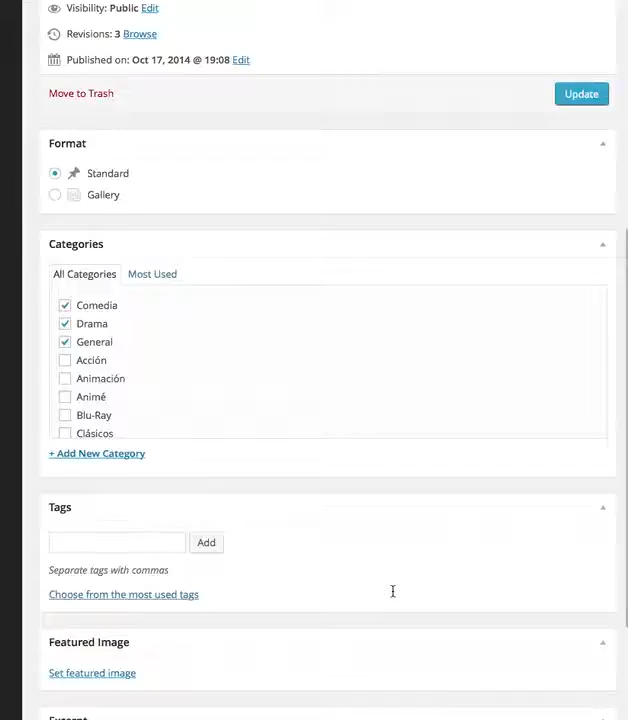 Visibility: Public Edit
Revisions: 3 Browse
Published on: Oct 17, 2014 @ 19:08 Edit
Move to Trash
Update
Format
Standard
Gallery
Categories
All Categories Most Used
Comedia
Drama
General
Acción
Animación
Animé
Blu-Ray
Clásicos
+ Add New Category
Tags
Add
Separate tags with commas
Choose from the most used tags
Featured Image
Set featured image
Excerpt